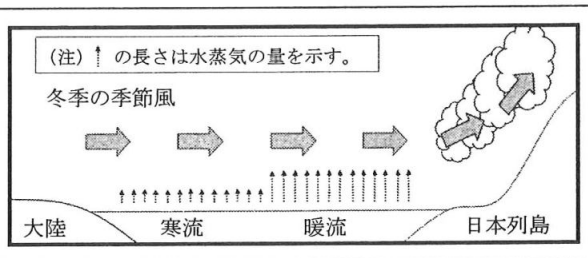 (注)↑の長さは水蒸気の量を示す。
冬季の季節風
大陸
寒流
暖流
日本列島